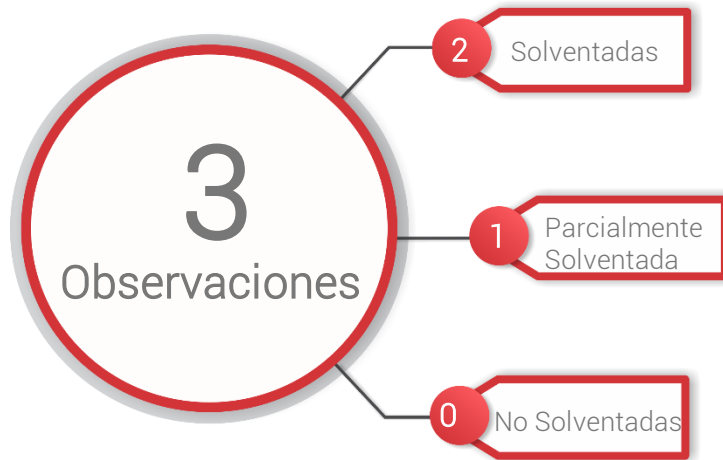 3
Observaciones
2
Solventadas
1
Parcialmente
Solventada
0
No Solventadas